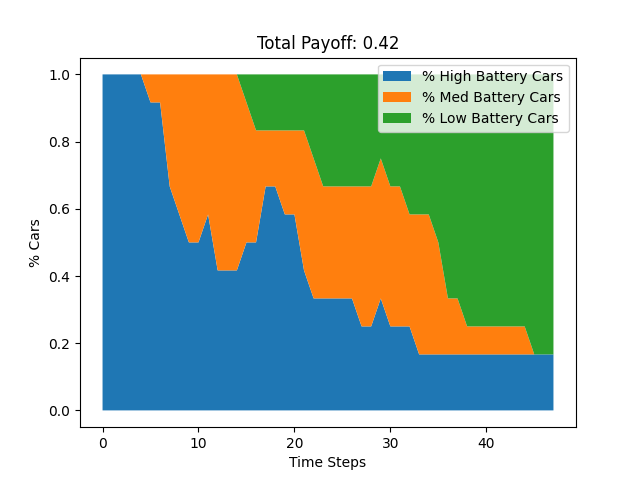 Total Payoff: 0.42
% High Battery Cars
% Med Battery Cars
% Low Battery Cars
1.0
0.8
0.6
0.4
0.2
0.0
% Cars
0
10
20
30
40
Time Steps